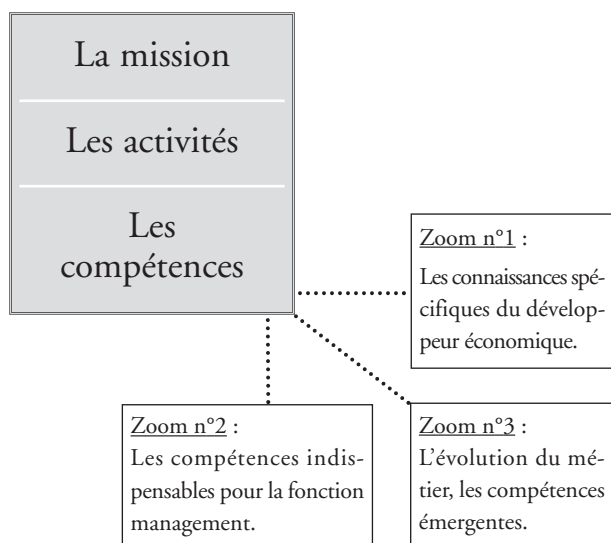 La mission
Les activités
Les
compétences
Zoom n°1 :
Les connaissances spé-
cifiques du dévelop-
peur économique.
Zoom n°2 :
Les compétences indis-
pensables pour la fonction
management.
Zoom n°3 :
L'évolution du mé-
tier, les compétences
émergentes.